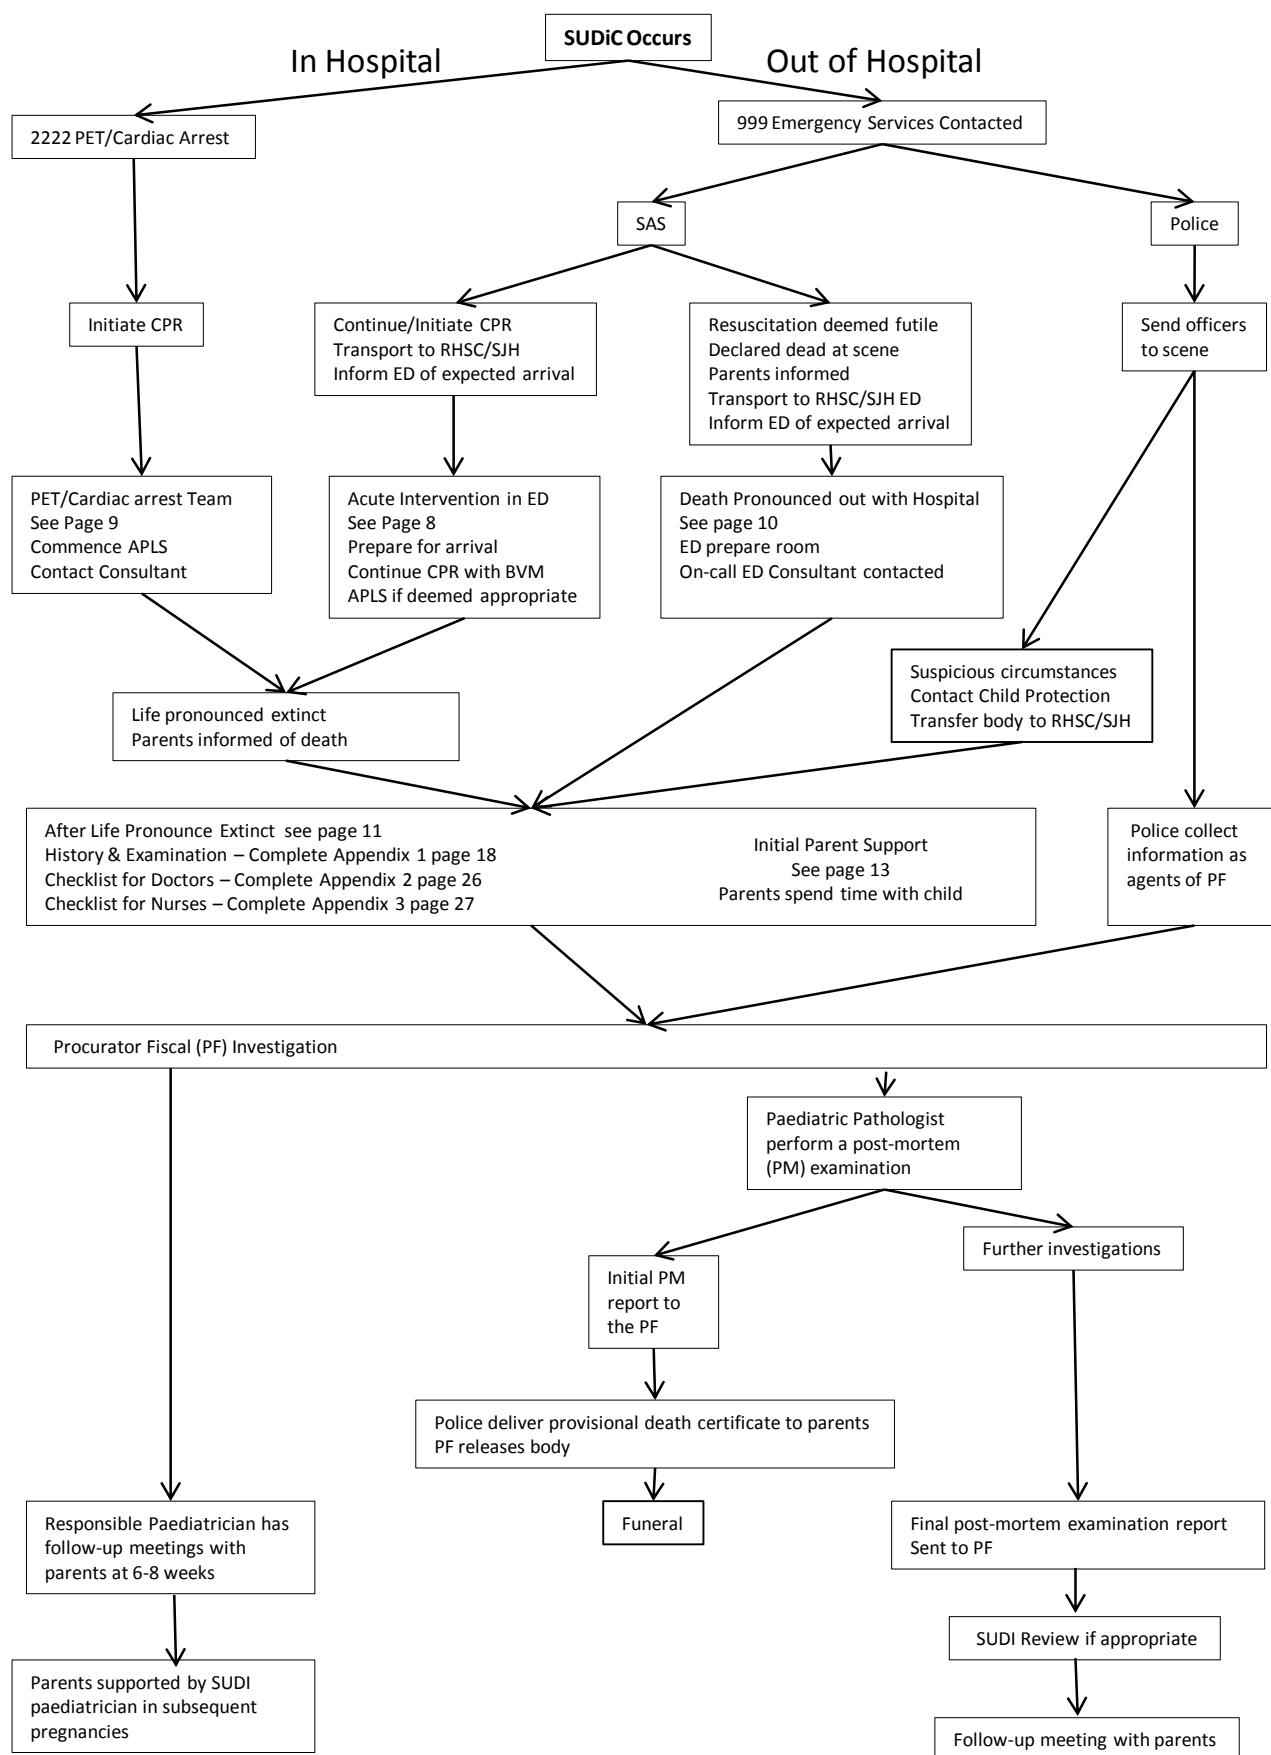 SUDiC Occurs
In Hospital
Out of Hospital
2222 PET/Cardiac Arrest
999 Emergency Services Contacted
SAS
Police
Initiate CPR
Continue/Initiate CPR
Transport to RHSC/SJH
Inform ED of expected arrival
Resuscitation deemed futile
Declared dead at scene
Parents informed
Transport to RHSC/SJH ED
Inform ED of expected arrival
Send officers
to scene
PET/Cardiac arrest Team
See Page 9
Commence APLS
Contact Consultant
Acute Intervention in ED
See Page 8
Prepare for arrival
Continue CPR with BVM
APLS if deemed appropriate
Death Pronounced out with Hospital
See page 10
ED prepare room
On-call ED Consultant contacted
Suspicious circumstances
Contact Child Protection
Transfer body to RHSC/SJH
Life pronounced extinct
Parents informed of death
After Life Pronounce Extinct see page 11
History & Examination – Complete Appendix 1 page 18
Checklist for Doctors – Complete Appendix 2 page 26
Checklist for Nurses – Complete Appendix 3 page 27
Initial Parent Support
See page 13
Parents spend time with child
Police collect
information as
agents of PF
Procurator Fiscal (PF) Investigation
Paediatric Pathologist
perform a post-mortem
(PM) examination
Initial PM
report to
the PF
Further investigations
Police deliver provisional death certificate to parents
PF releases body
Funeral
Responsible Paediatrician has
follow-up meetings with
parents at 6-8 weeks
Final post-mortem examination report
Sent to PF
SUDI Review if appropriate
Parents supported by SUDI
paediatrician in subsequent
pregnancies
Follow-up meeting with parents